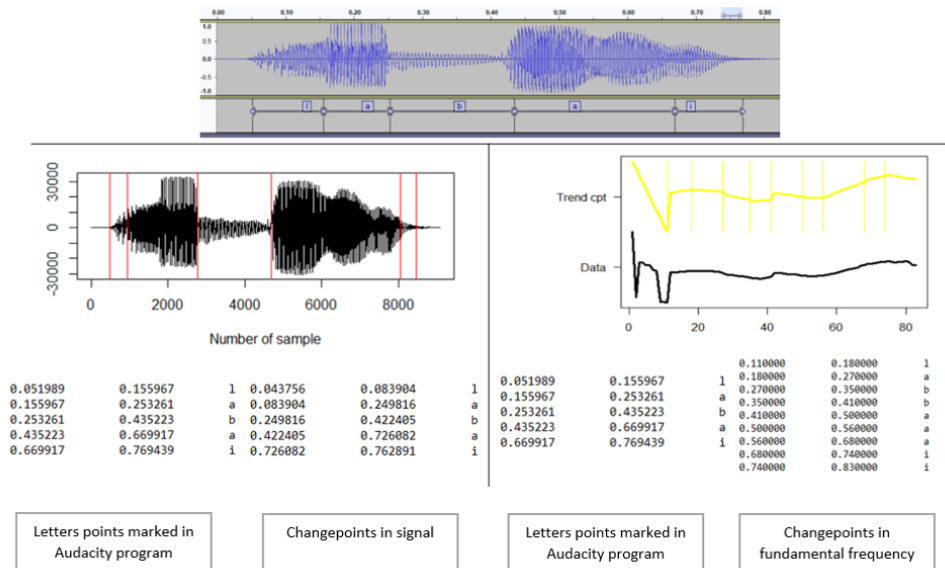 0.00 0.10 0.20 0.30 0.40 0.50 0.60 0.70 0.80
1.0
0.5
0.0
-0.5
-1.0
l a b a i
30000
0
-30000
0 2000 4000 6000 8000
Number of sample
Trend cpt
Data
0 20 40 60 80
0.051989 0.155967 l 0.043756 0.083904 l
0.155967 0.253261 a 0.083904 0.249816 a
0.253261 0.435223 b 0.249816 0.422405 b
0.435223 0.669917 a 0.422405 0.726082 a
0.669917 0.769439 i 0.726082 0.762891 i
0.051989 0.155967 l
0.155967 0.253261 a
0.253261 0.435223 b
0.435223 0.669917 a
0.669917 0.769439 i
0.110000 0.180000 l
0.180000 0.270000 a
0.270000 0.350000 b
0.350000 0.410000 b
0.410000 0.500000 a
0.500000 0.560000 a
0.560000 0.680000 a
0.680000 0.740000 i
0.740000 0.830000 i
Letters points marked in
Audacity program
Changepoints in signal
Letters points marked in
Audacity program
Changepoints in
fundamental frequency